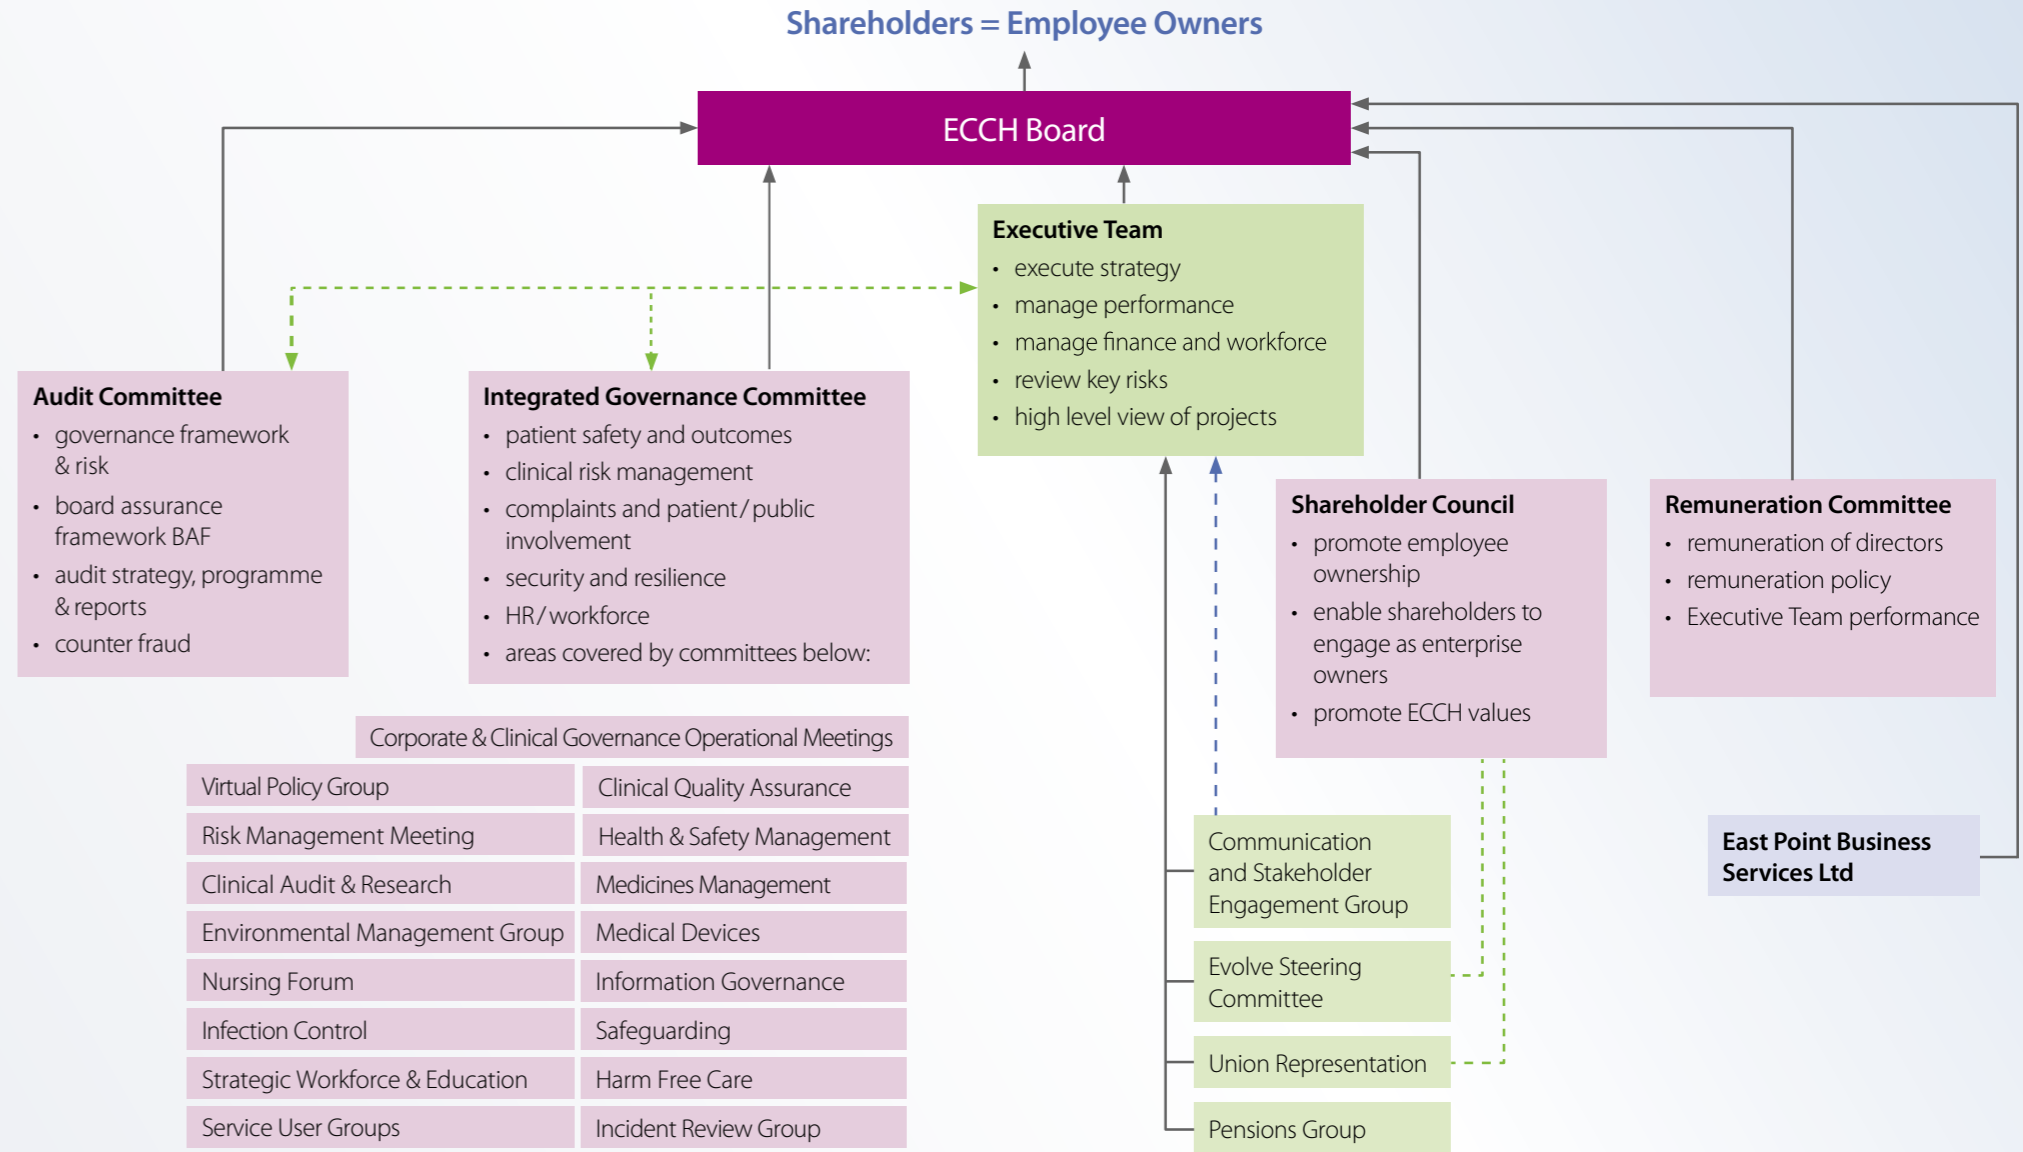 Shareholders = Employee Owners
ECCH Board
Executive Team
• execute strategy
• manage performance
• manage finance and workforce
• review key risks
• high level view of projects
Audit Committee
• governance framework
& risk
• board assurance
framework BAF
• audit strategy, programme
& reports
• counter fraud
Integrated Governance Committee
• patient safety and outcomes
• clinical risk management
• complaints and patient/public
involvement
• security and resilience
• HR/workforce
• areas covered by committees below:
Shareholder Council
• promote employee
ownership
• enable shareholders to
engage as enterprise
owners
• promote ECCH values
Remuneration Committee
• remuneration of directors
• remuneration policy
• Executive Team performance
Corporate & Clinical Governance Operational Meetings
Virtual Policy Group
Clinical Quality Assurance
Risk Management Meeting
Health & Safety Management
Clinical Audit & Research
Medicines Management
Environmental Management Group
Medical Devices
Nursing Forum
Information Governance
Infection Control
Safeguarding
Strategic Workforce & Education
Harm Free Care
Service User Groups
Incident Review Group
Communication
and Stakeholder
Engagement Group
Evolve Steering
Committee
Union Representation
Pensions Group
East Point Business
Services Ltd